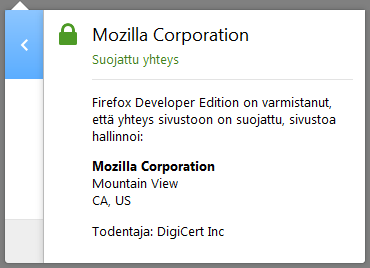 Mozilla Corporation
Suojattu yhteys
Firefox Developer Edition on varmistanut,
että yhteys sivustoon on suojattu, sivustoa
hallinnoi:
Mozilla Corporation
Mountain View
CA, US
Todentaja: DigiCert Inc